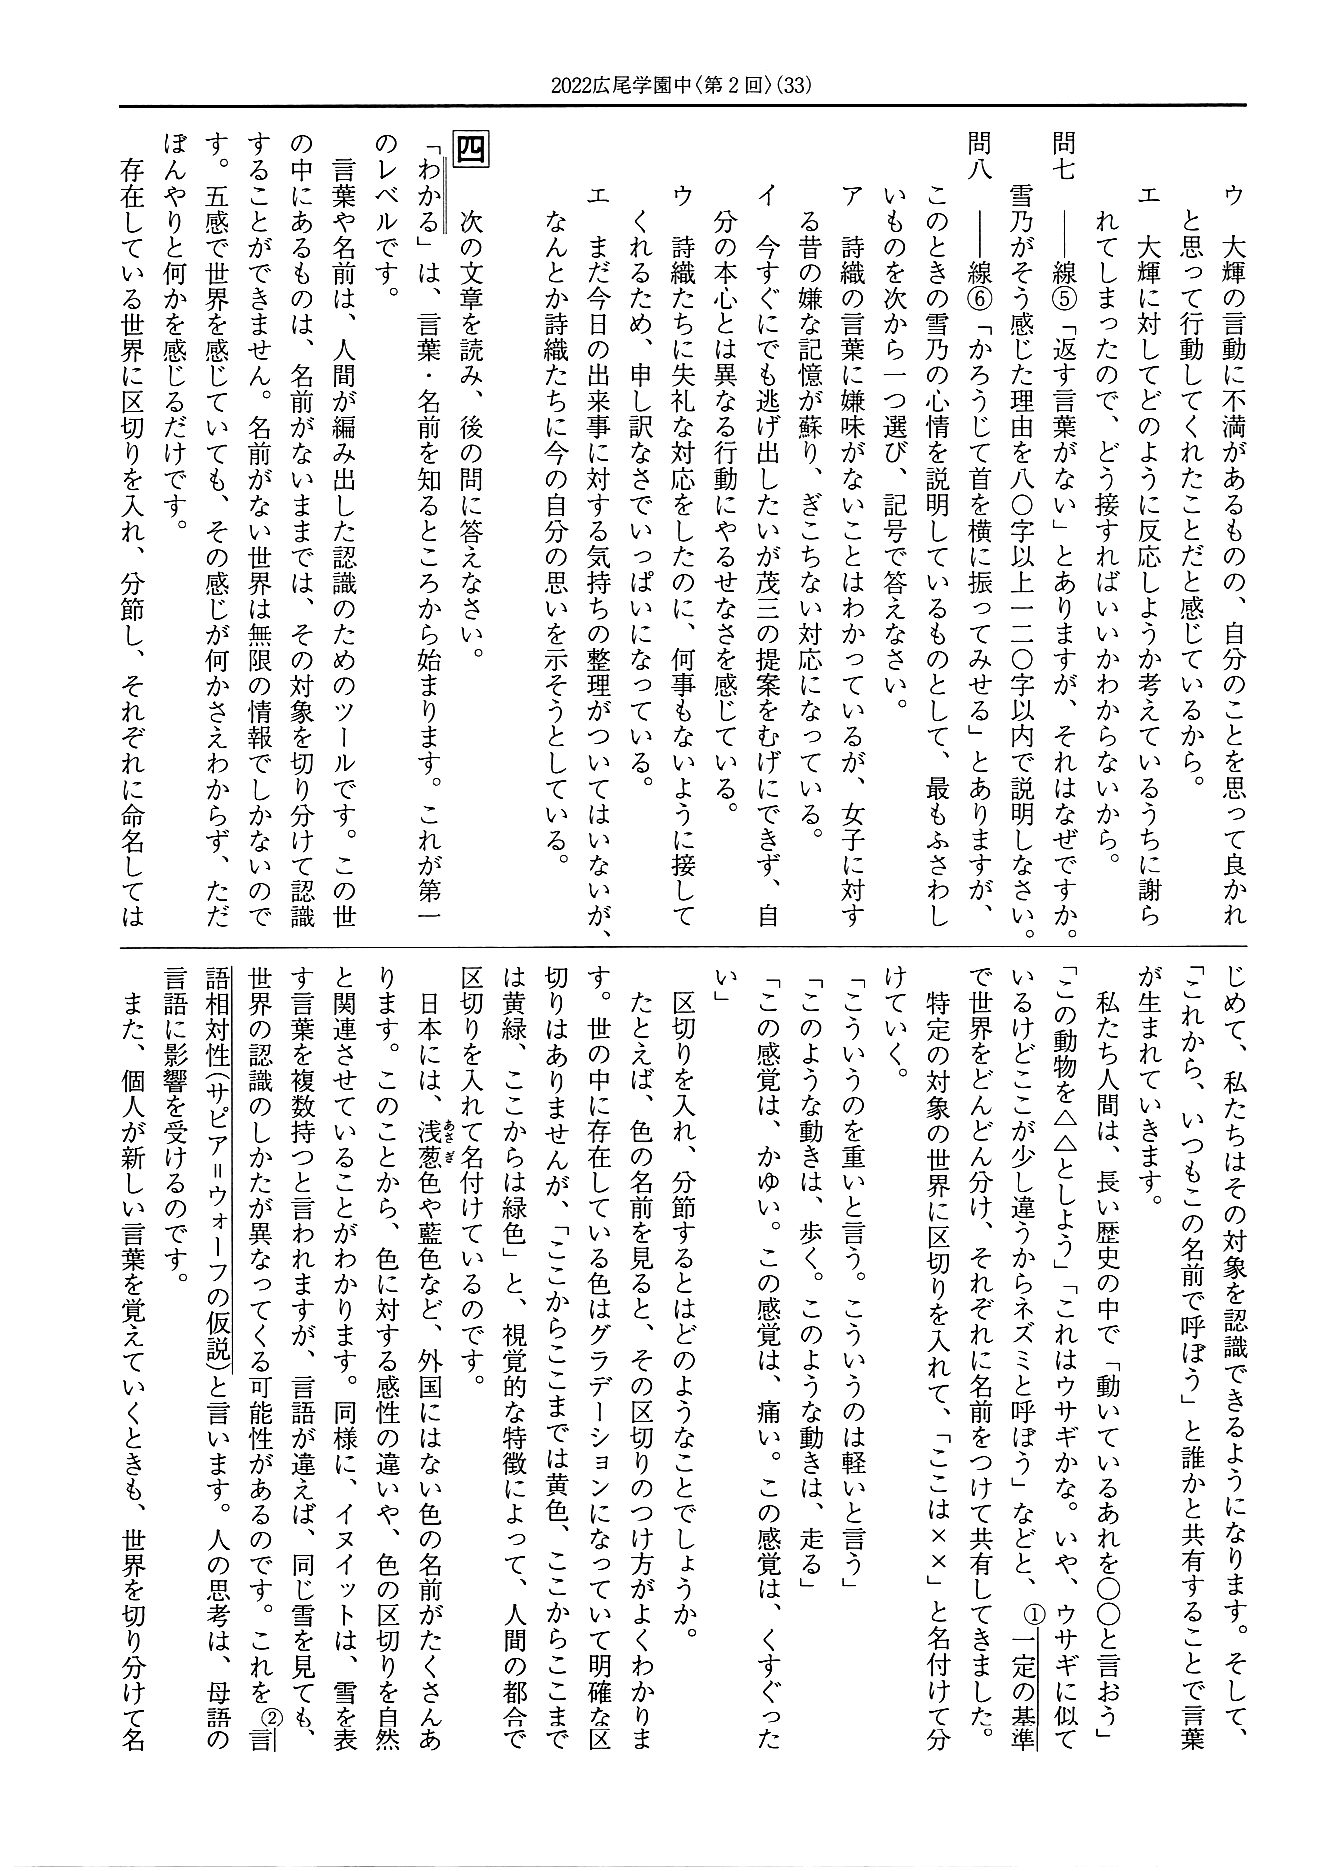 2022広尾学園中〈第2回〉(33)
ウ　大輝の言動に不満があるものの、自分のことを思って良かれ
と思って行動してくれたことだと感じているから。
エ　大輝に対してどのように反応しようか考えているうちに謝ら
れてしまったので、どう接すればいいかわからないから。
問七　――線⑤「返す言葉がない」とありますが、それはなぜですか。
雪乃がそう感じた理由を八〇字以上一二〇字以内で説明しなさい。
問八　――線⑥「かろうじて首を横に振ってみせる」とありますが、
このときの雪乃の心情を説明しているものとして、最もふさわし
いものを次から一つ選び、記号で答えなさい。
ア　詩織の言葉に嫌味がないことはわかっているが、女子に対す
る昔の嫌な記憶が蘇り、ぎこちない対応になっている。
イ　今すぐにでも逃げ出したいが茂三の提案をむげにできず、自
分の本心とは異なる行動にやるせなさを感じている。
ウ　詩織たちに失礼な対応をしたのに、何事もないように接して
くれるため、申し訳なさでいっぱいになっている。
エ　まだ今日の出来事に対する気持ちの整理がついてはいないが、
なんとか詩織たちに今の自分の思いを示そうとしている。
四　次の文章を読み、後の問に答えなさい。
「わかる」は、言葉・名前を知るところから始まります。これが第一
のレベルです。
言葉や名前は、人間が編み出した認識のためのツールです。この世
の中にあるものは、名前がないままでは、その対象を切り分けて認識
することができません。名前がない世界は無限の情報でしかないので
す。五感で世界を感じていても、その感じが何かさえわからず、ただ
ぼんやりと何かを感じるだけです。
存在している世界に区切りを入れ、分節し、それぞれに命名しては
じめて、私たちはその対象を認識できるようになります。そして、
「これから、いつもこの名前で呼ぼう」と誰かと共有することで言葉
が生まれていきます。
私たち人間は、長い歴史の中で「動いているあれを〇〇と言おう」
「この動物を△△としよう」「これはウサギかな。いや、ウサギに似て
いるけどここが少し違うからネズミと呼ぼう」などと、①一定の基準
で世界をどんどん分け、それぞれに名前をつけて共有してきました。
特定の対象の世界に区切りを入れて、「ここは××」と名付けて分
けていく。
「こういうのを重いと言う。こういうのは軽いと言う」
「このような動きは、歩く。このような動きは、走る」
「この感覚は、かゆい。この感覚は、痛い。この感覚は、くすぐった
い」
区切りを入れ、分節するとはどのようなことでしょうか。
たとえば、色の名前を見ると、その区切りのつけ方がよくわかりま
す。世の中に存在している色はグラデーションになっていて明確な区
切りはありませんが、「ここからここまでは黄色、ここからここまで
は黄緑、ここからは緑色」と、視覚的な特徴によって、人間の都合で
区切りを入れて名付けているのです。
日本には、浅葱色や藍色など、外国にはない色の名前がたくさんあ
あさぎ
ります。このことから、色に対する感性の違いや、色の区切りを自然
と関連させていることがわかります。同様に、イヌイットは、雪を表
す言葉を複数持つと言われますが、言語が違えば、同じ雪を見ても、
世界の認識のしかたが異なってくる可能性があるのです。これを②言
語相対性(サピア＝ウォーフの仮説)と言います。人の思考は、母語の
言語に影響を受けるのです。
また、個人が新しい言葉を覚えていくときも、世界を切り分けて名